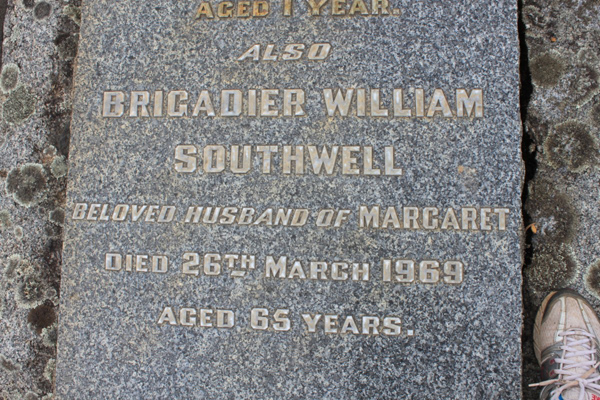 AGED 1 YEAR.
ALSO
BRIGADIER WILLIAM
SOUTHWELL
BELOVED HUSBAND OF MARGARET
DIED 26TH MARCH 1969
AGED 65 YEARS.